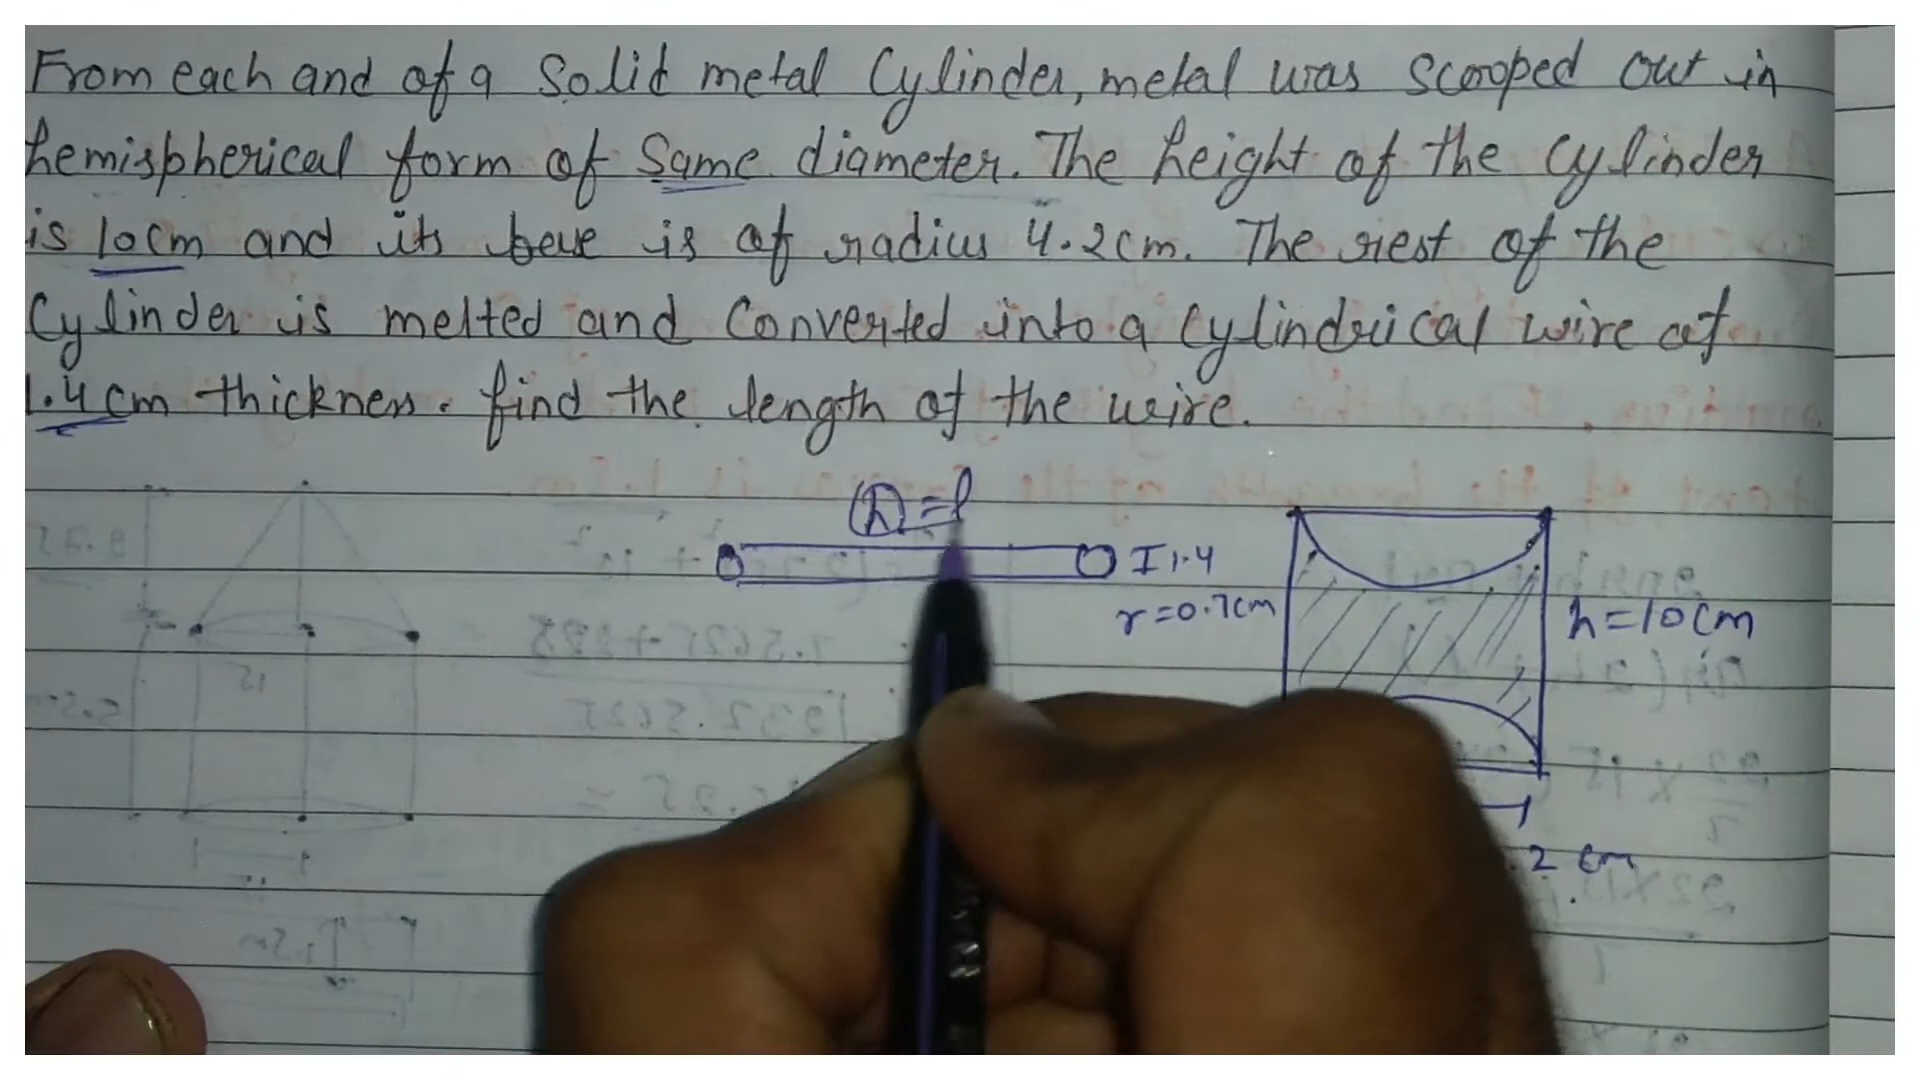 From each and of a Solid metal Cylinder, metal was scooped out in
hemispherical form of Same diameter. The height of the cylinder
is 10cm and its base is of radius 4.2cm. The rest of the
Cylinder is melted and Converted into a Cylindrical wire of
1.4cm thickness. find the length of the wire.
(h) = l
I 1.4
r=0.7cm
h=10cm
.2 cm